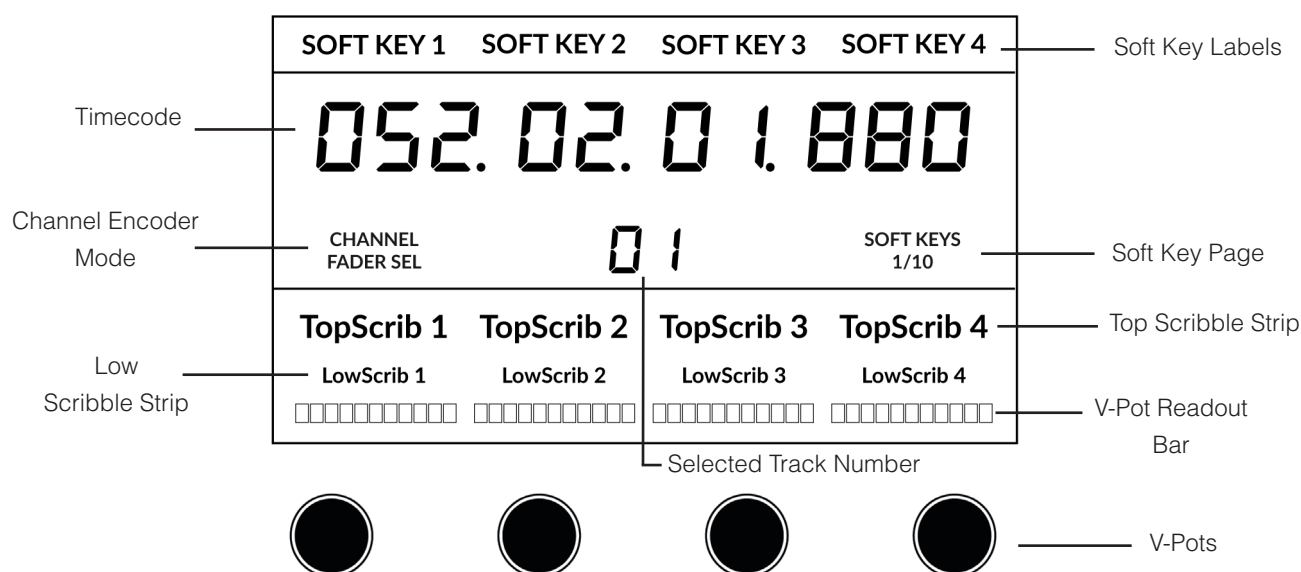 SOFT KEY 1 SOFT KEY 2 SOFT KEY 3 SOFT KEY 4
Soft Key Labels
Timecode
052.02.01.880
Channel Encoder
Mode
CHANNEL
FADER SEL
01
SOFT KEYS
1/10
Soft Key Page
TopScrib 1 TopScrib 2 TopScrib 3 TopScrib 4
Top Scribble Strip
Low
Scribble Strip
LowScrib 1 LowScrib 2 LowScrib 3 LowScrib 4
V-Pot Readout
Bar
Selected Track Number
V-Pots